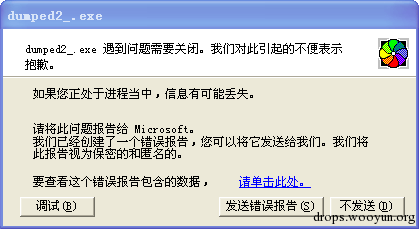 dumped2_.exe
dumped2_.exe 遇到问题需要关闭。我们对此引起的不便表示
抱歉。
如果您正处于进程当中，信息有可能丢失。
请将此问题报告给 Microsoft。
我们已经创建了一个错误报告，您可以将它发送给我们。我们将
此报告视为保密的和匿名的。
要查看这个错误报告包含的数据， 请单击此处。
调试(B) 发送错误报告(S) 不发送(D)
drops.wooyun.org